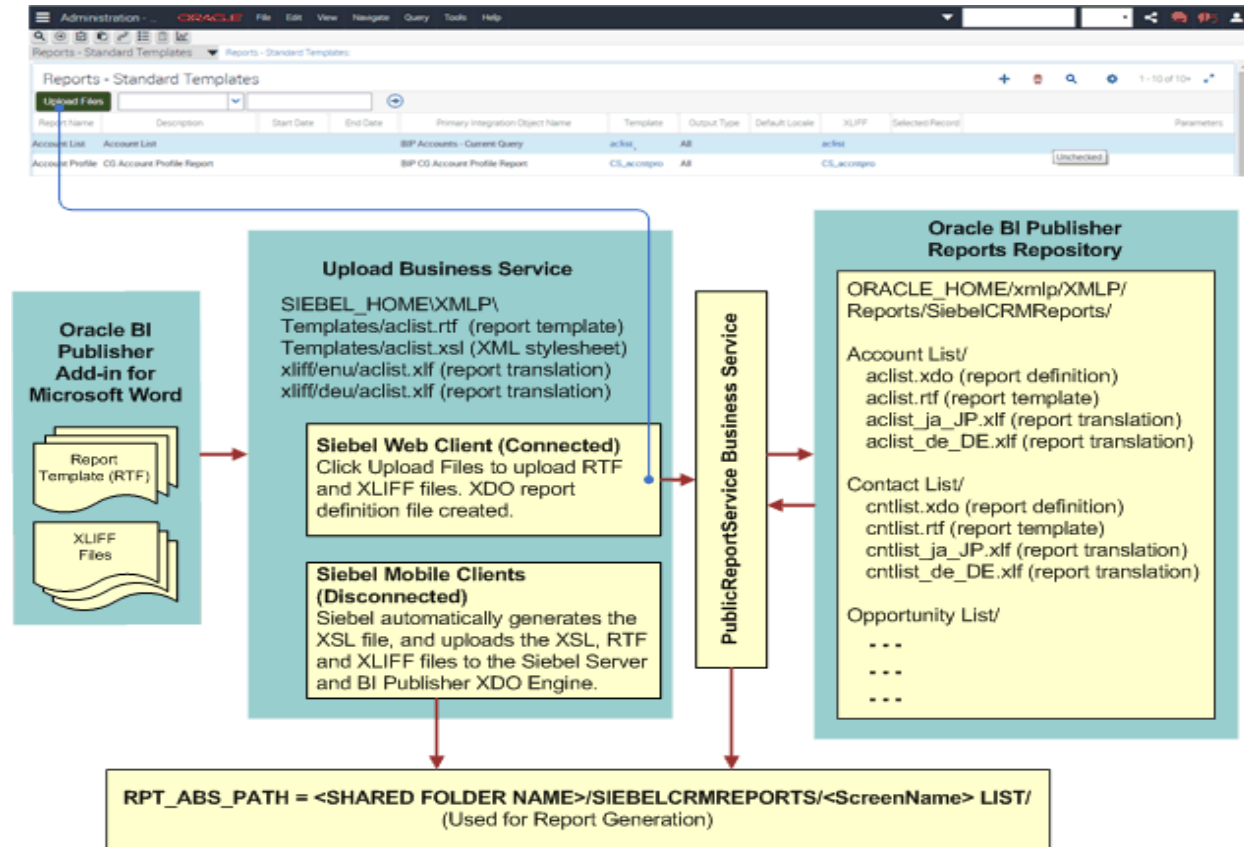 Administration - ... ORACLE File Edit View Navigate Query Tools Help
Reports - Standard Templates Reports - Standard Templates:
Reports - Standard Templates 1 - 10 of 10+
Upload Files
Report Name Description Start Date End Date Primary Integration Object Name Template Output Type Default Locale XLIFF Selected Record Parameters
Account List Account List BIP Accounts - Current Query aclist All aclist
Unchecked
Account Profile CG Account Profile Report BIP CG Account Profile Report CS_accntpro All CS_accntpro
Oracle BI
Publisher
Add-in for
Microsoft Word
Report
Template (RTF)
XLIFF
Files
Upload Business Service
SIEBEL_HOME\XMLP\
Templates/aclist.rtf (report template)
Templates/aclist.xsl (XML stylesheet)
xliff/enu/aclist.xlf (report translation)
xliff/deu/aclist.xlf (report translation)
Siebel Web Client (Connected)
Click Upload Files to upload RTF
and XLIFF files. XDO report
definition file created.
Siebel Mobile Clients
(Disconnected)
Siebel automatically generates the
XSL file, and uploads the XSL, RTF
and XLIFF files to the Siebel Server
and BI Publisher XDO Engine.
PublicReportService Business Service
Oracle BI Publisher
Reports Repository
ORACLE_HOME/xmlp/XMLP/
Reports/SiebelCRMReports/
Account List/
aclist.xdo (report definition)
aclist.rtf (report template)
aclist_ja_JP.xlf (report translation)
aclist_de_DE.xlf (report translation)
Contact List/
cntlist.xdo (report definition)
cntlist.rtf (report template)
cntlist_ja_JP.xlf (report translation)
cntlist_de_DE.xlf (report translation)
Opportunity List/
- - -
- - -
- - -
RPT_ABS_PATH = <SHARED FOLDER NAME>/SIEBELCRMREPORTS/<ScreenName> LIST/
(Used for Report Generation)